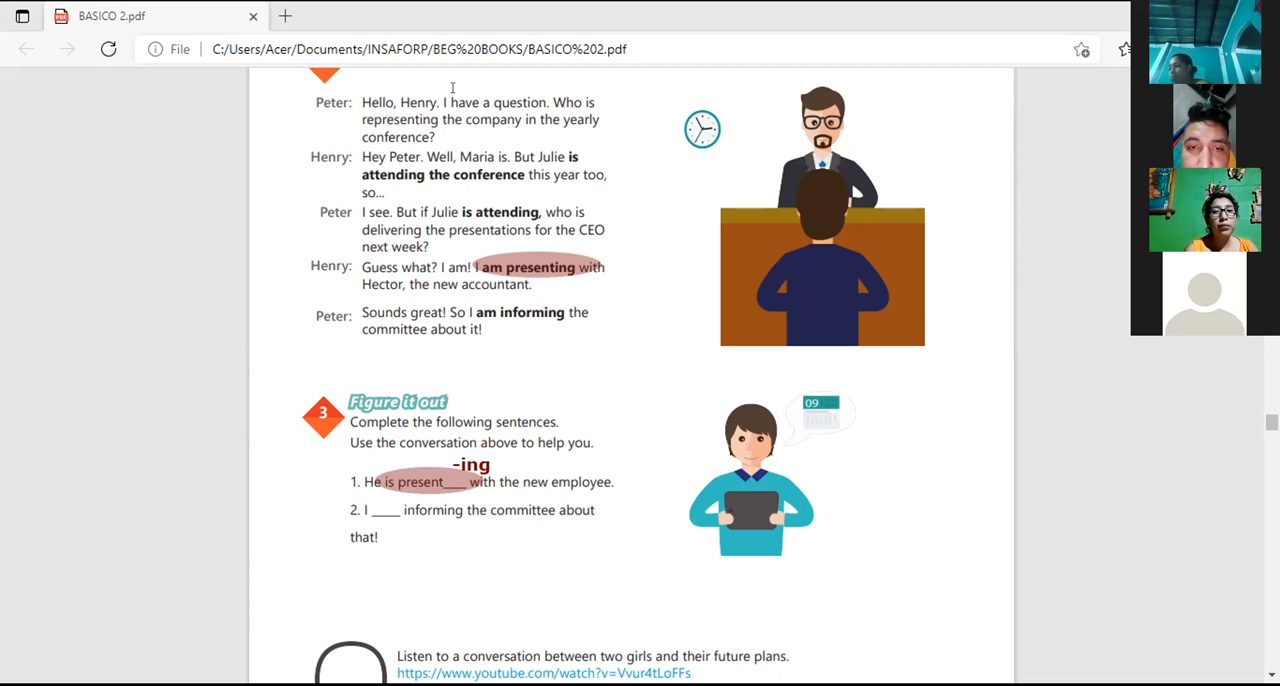 BASICO 2.pdf
File C:/Users/Acer/Documents/INSAFORP/BEG%20BOOKS/BASICO%202.pdf
Peter: Hello, Henry. I have a question. Who is
representing the company in the yearly
conference?
Henry: Hey Peter. Well, Maria is. But Julie is
attending the conference this year too,
so...
Peter I see. But if Julie is attending, who is
delivering the presentations for the CEO
next week?
Henry: Guess what? I am! I am presenting with
Hector, the new accountant.
Peter: Sounds great! So I am informing the
committee about it!
3 Figure it out
09
Complete the following sentences.
Use the conversation above to help you.
-ing
1. He is present___ with the new employee.
2. I ____ informing the committee about
that!
Listen to a conversation between two girls and their future plans.
https://www.youtube.com/watch?v=Vvur4tLoFFs